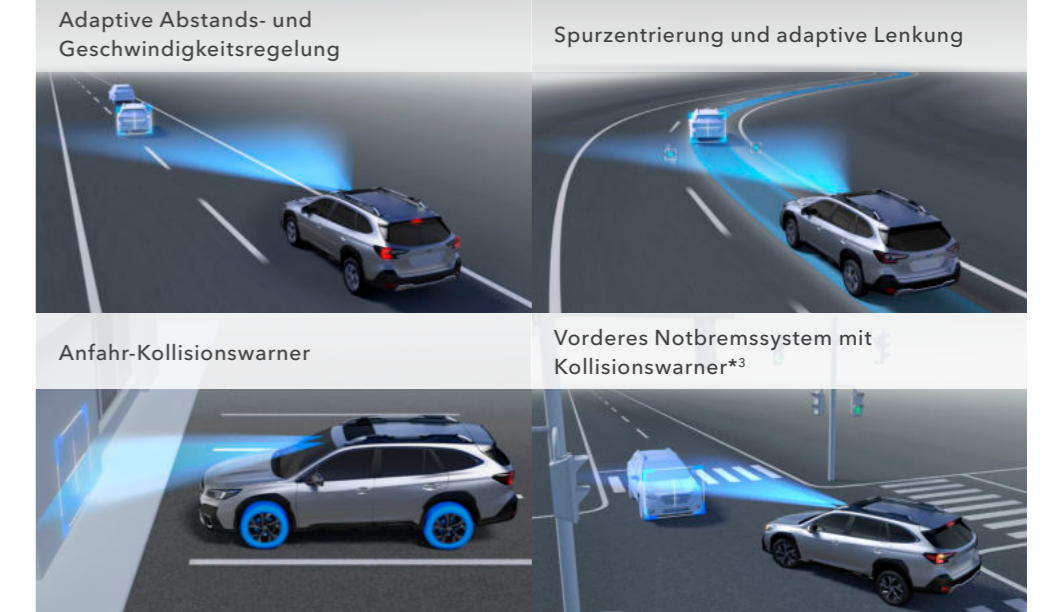 Adaptive Abstands- und
Geschwindigkeitsregelung
Spurzentrierung und adaptive Lenkung
Anfahr-Kollisionswarner
Vorderes Notbremssystem mit
Kollisionswarner*³